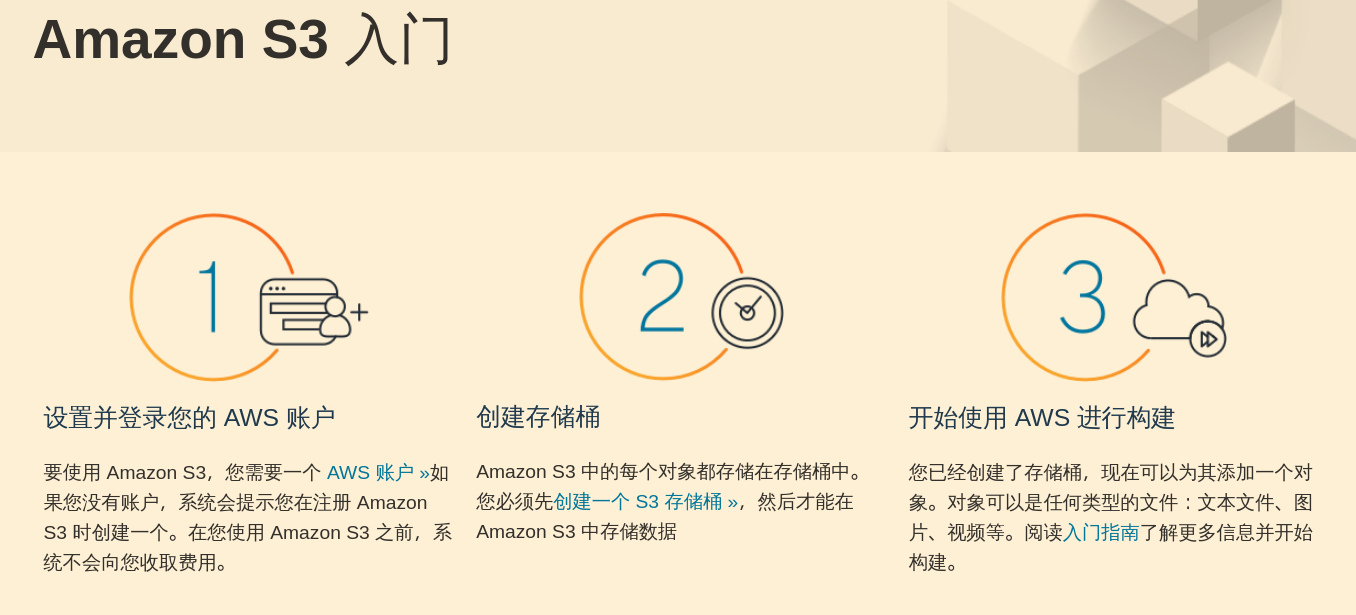 Amazon S3 入门
1
设置并登录您的 AWS 账户
要使用 Amazon S3，您需要一个 AWS 账户 »如
果您没有账户，系统会提示您在注册 Amazon
S3 时创建一个。在您使用 Amazon S3 之前，系
统不会向您收取费用。
2
创建存储桶
Amazon S3 中的每个对象都存储在存储桶中。
您必须先创建一个 S3 存储桶 »，然后才能在
Amazon S3 中存储数据
3
开始使用 AWS 进行构建
您已经创建了存储桶，现在可以为其添加一个对
象。对象可以是任何类型的文件：文本文件、图
片、视频等。阅读入门指南了解更多信息并开始
构建。